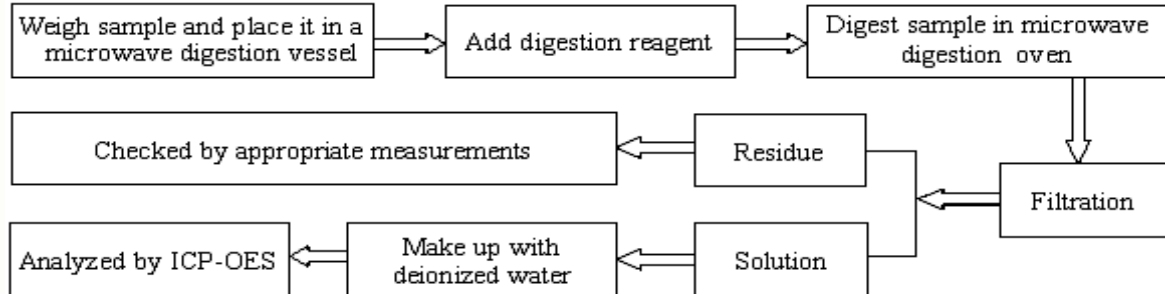 Weigh sample and place it in a
microwave digestion vessel
Add digestion reagent
Digest sample in microwave
digestion oven
Filtration
Residue
Checked by appropriate measurements
Solution
Make up with
deionized water
Analyzed by ICP-OES